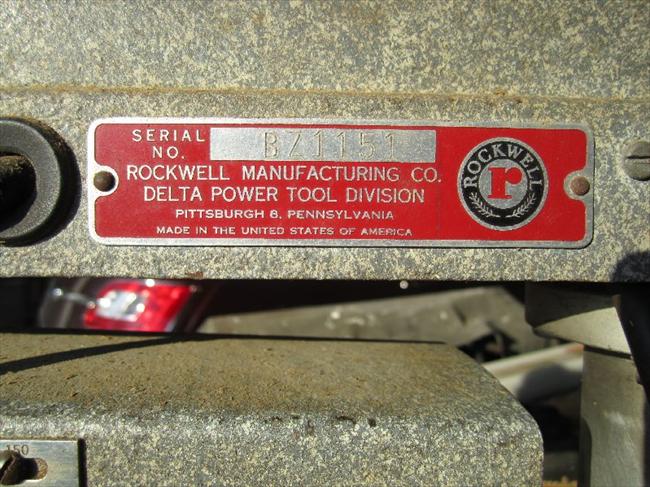 SERIAL
NO.
BZ1151
ROCKWELL MANUFACTURING CO.
DELTA POWER TOOL DIVISION
PITTSBURGH 8, PENNSYLVANIA
MADE IN THE UNITED STATES OF AMERICA
ROCKWELL
r
150